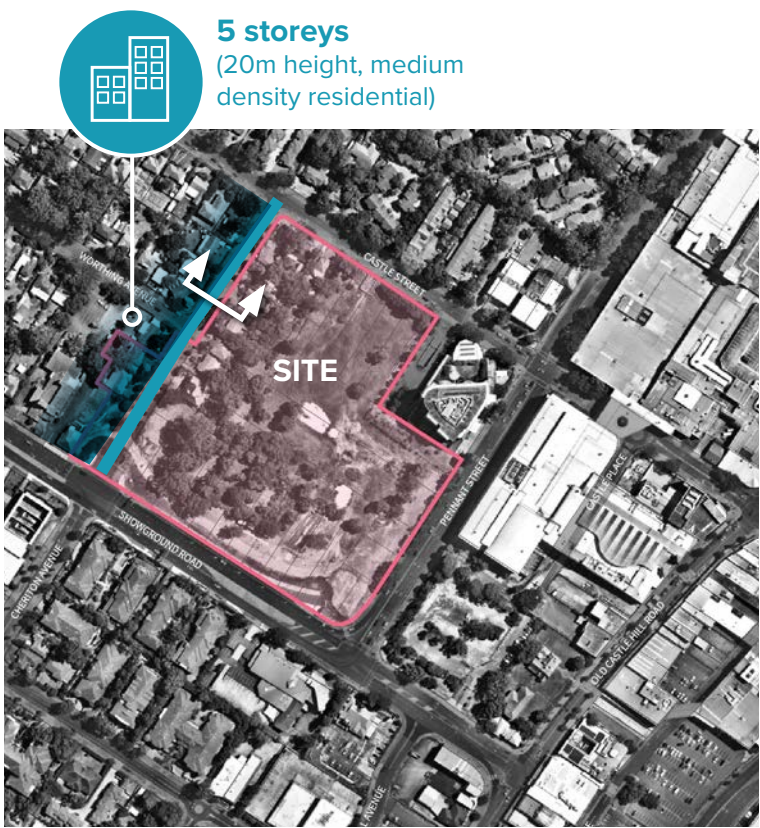 5 storeys
(20m height, medium
density residential)
CASTLE STREET
WORTHING AVENUE
SITE
PENNANT STREET
CASTLE PLACE
SHOWGROUND ROAD
CHERITON AVENUE
OLD CASTLE HILL ROAD
L AVENUE